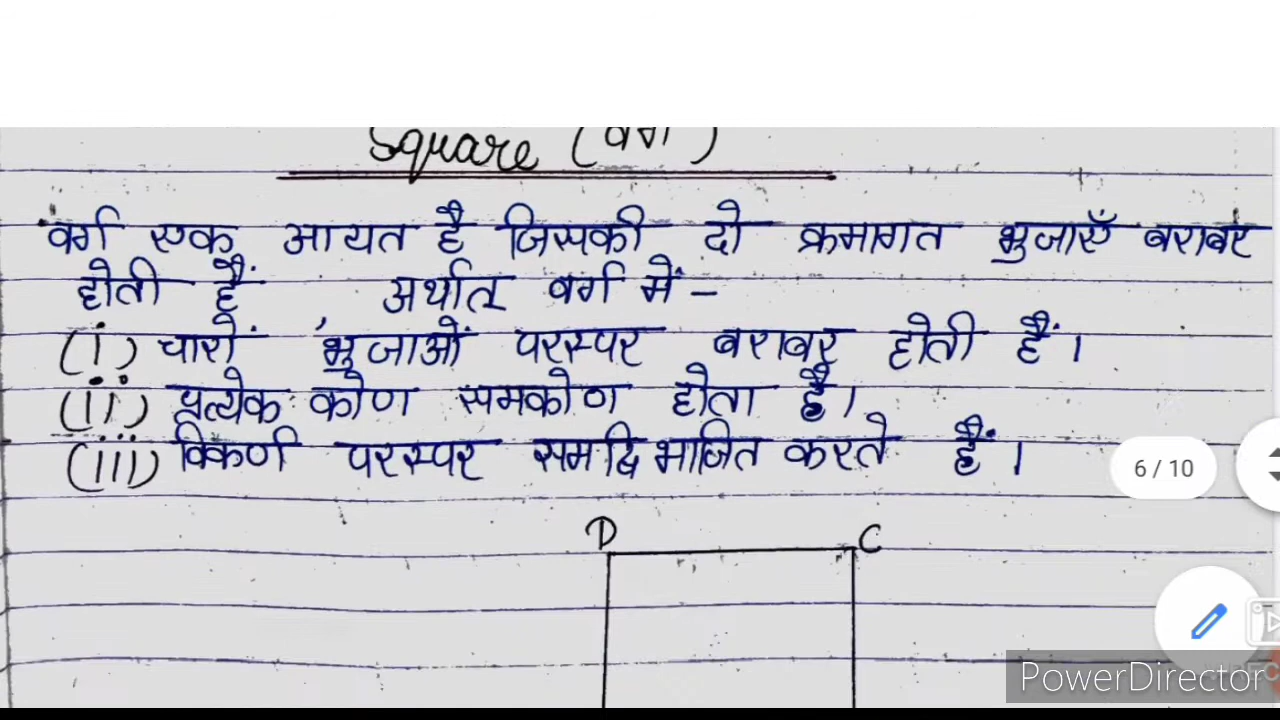 Square (वर्ग)
वर्ग एक आयत है जिसकी दो क्रमागत भुजाएँ बराबर
होती हैं अर्थात् वर्ग में -
(i) चारों भुजाओं परस्पर बराबर होती हैं।
(ii) प्रत्येक कोण समकोण होता है।
(iii) विकर्ण परस्पर समद्विभाजित करते हैं।
6 / 10
D C
PowerDirector